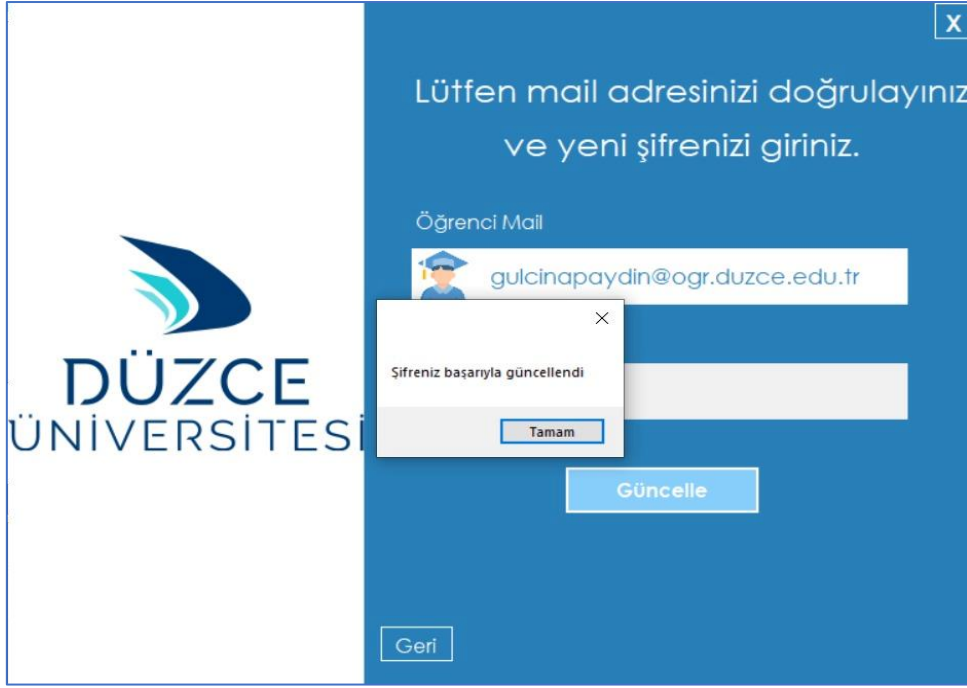 X
Lütfen mail adresinizi doğrulayınız
ve yeni şifrenizi giriniz.
Öğrenci Mail
gulcinapaydin@ogr.duzce.edu.tr
DÜZCE
ÜNİVERSİTESİ
Şifreniz başarıyla güncellendi
Tamam
Güncelle
Geri